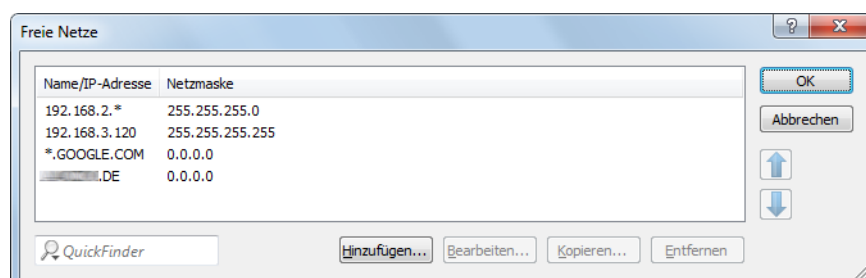 Freie Netze
?
X
Name/IP-Adresse Netzmaske
192.168.2.* 255.255.255.0
192.168.3.120 255.255.255.255
*.GOOGLE.COM 0.0.0.0
.DE 0.0.0.0
OK
Abbrechen
QuickFinder
Hinzufügen...
Bearbeiten...
Kopieren...
Entfernen